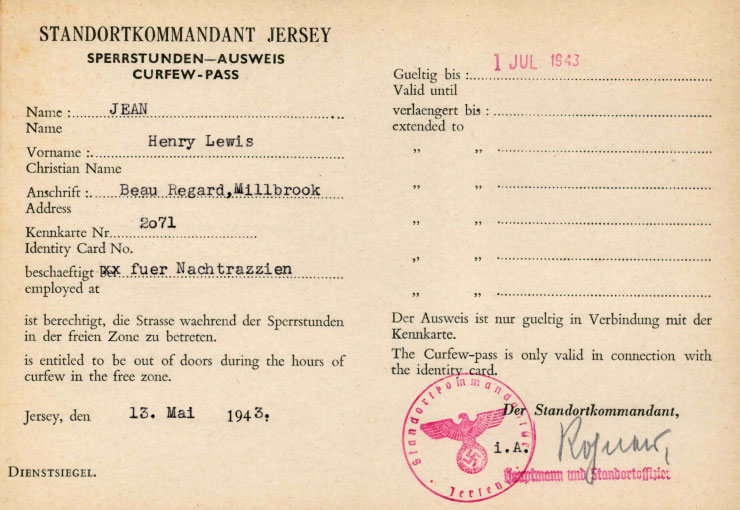 STANDORTKOMMANDANT JERSEY
SPERRSTUNDEN—AUSWEIS
CURFEW-PASS
Name : JEAN
Name
Vorname : Henry Lewis
Christian Name
Anschrift : Beau Regard,Millbrook
Address
Kennkarte Nr. 2o71
Identity Card No.
beschaeftigt xx fuer Nachtrazzien
employed at
ist berechtigt, die Strasse waehrend der Sperrstunden
in der freien Zone zu betreten.
is entitled to be out of doors during the hours of
curfew in the free zone.
Jersey, den 13. Mai 1943.
DIENSTSIEGEL.
Gueltig bis : 1 JUL 1943
Valid until
verlaengert bis :
extended to
„ „
„ „
„ „
„ „
„ „
Der Ausweis ist nur gueltig in Verbindung mit der
Kennkarte.
The Curfew-pass is only valid in connection with
the identity card.
Standortkommandantur
Jersey
Der Standortkommandant,
i.A.
Hauptmann und Standortoffizier